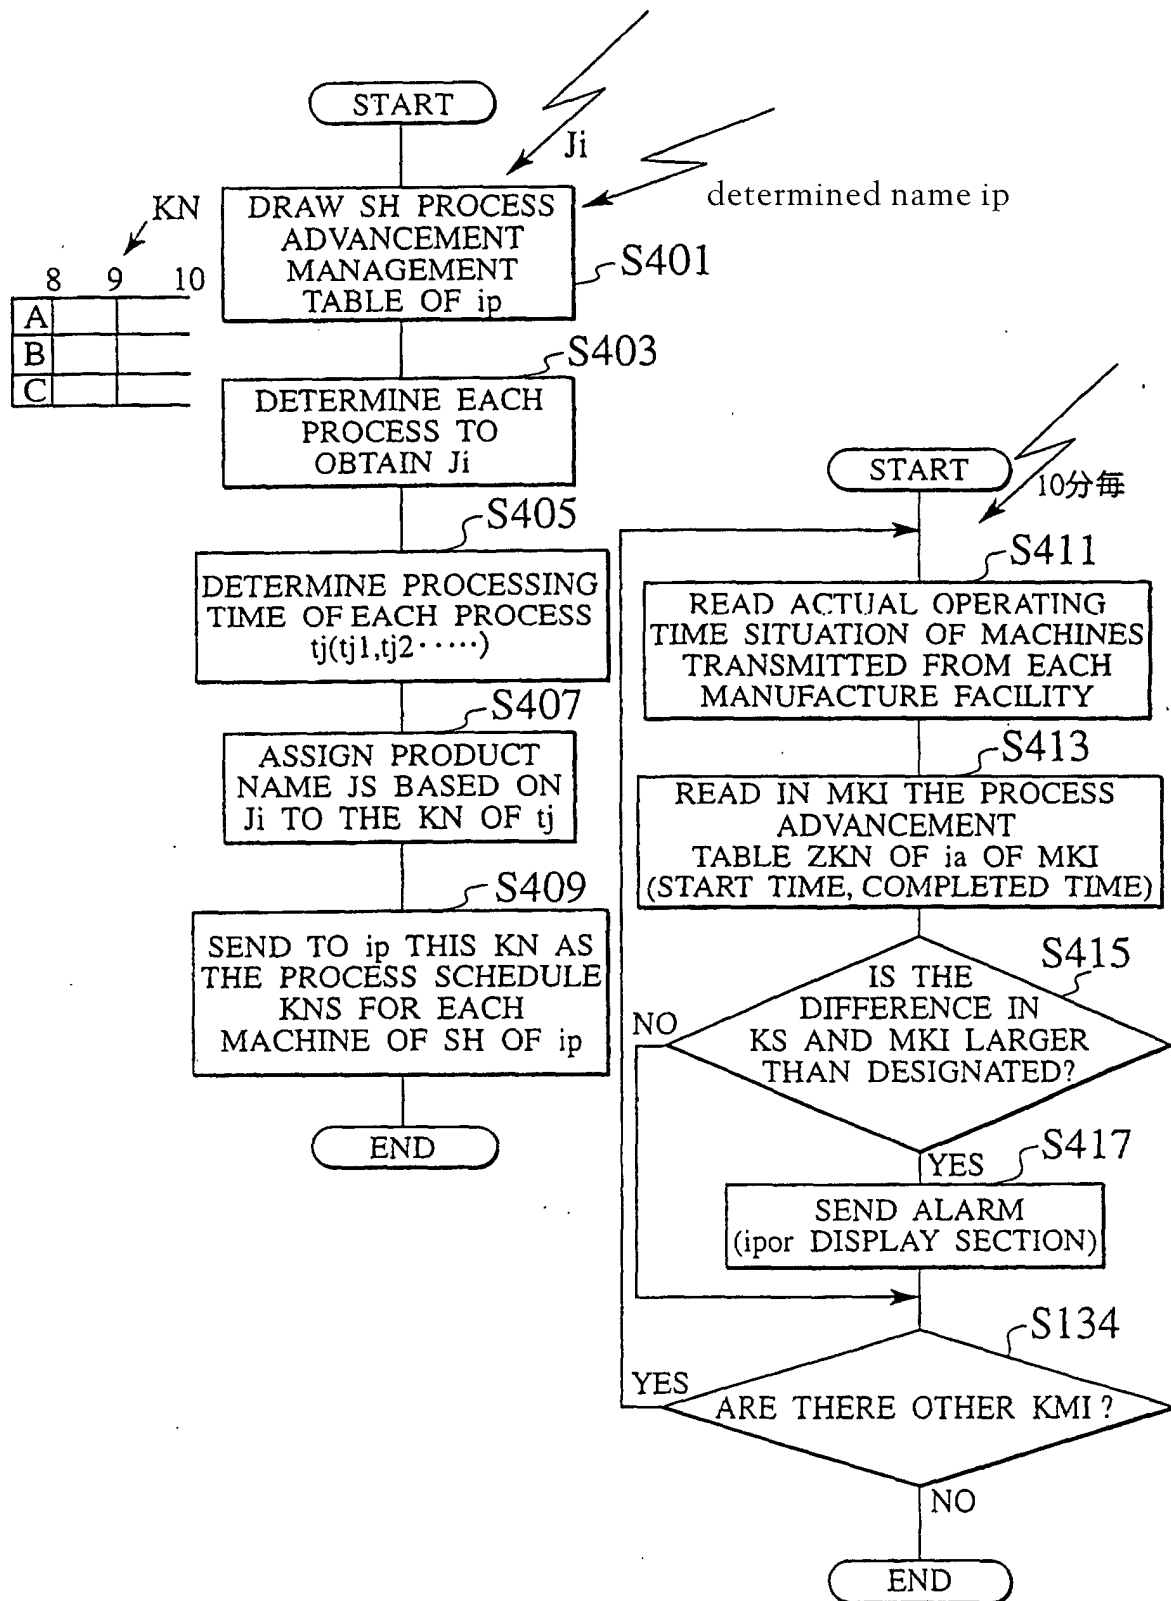 START
Ji
determined name ip
DRAW SH PROCESS
ADVANCEMENT
MANAGEMENT
TABLE OF ip
S401
KN
8 9 10
A
B
C
S403
DETERMINE EACH
PROCESS TO
OBTAIN Ji
S405
DETERMINE PROCESSING
TIME OF EACH PROCESS
tj(tj1,tj2·····)
S407
ASSIGN PRODUCT
NAME JS BASED ON
Ji TO THE KN OF tj
S409
SEND TO ip THIS KN AS
THE PROCESS SCHEDULE
KNS FOR EACH
MACHINE OF SH OF ip
END
START
10分毎
S411
READ ACTUAL OPERATING
TIME SITUATION OF MACHINES
TRANSMITTED FROM EACH
MANUFACTURE FACILITY
S413
READ IN MKI THE PROCESS
ADVANCEMENT
TABLE ZKN OF ia OF MKI
(START TIME, COMPLETED TIME)
S415
IS THE
DIFFERENCE IN
KS AND MKI LARGER
THAN DESIGNATED?
NO
YES
S417
SEND ALARM
(ipor DISPLAY SECTION)
S134
YES
ARE THERE OTHER KMI?
NO
END